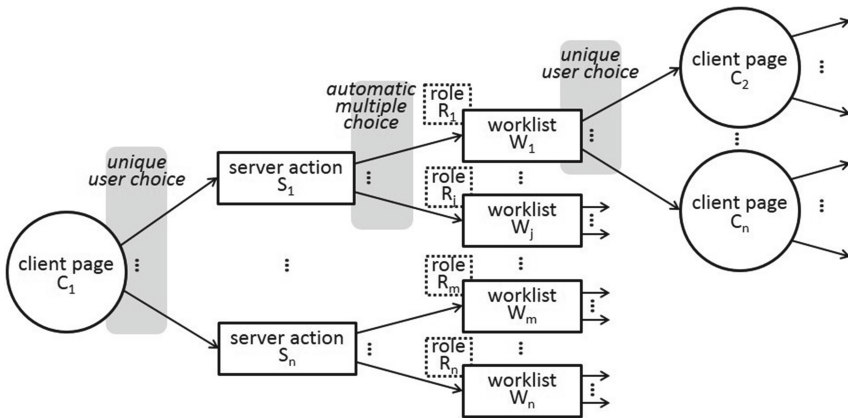 unique
user choice
client page
C2
automatic
multiple
choice
role
R1
worklist
W1
unique
user choice
server action
S1
role
Rj
worklist
Wj
client page
Cn
client page
C1
role
Rm
worklist
Wm
server action
Sn
role
Rn
worklist
Wn